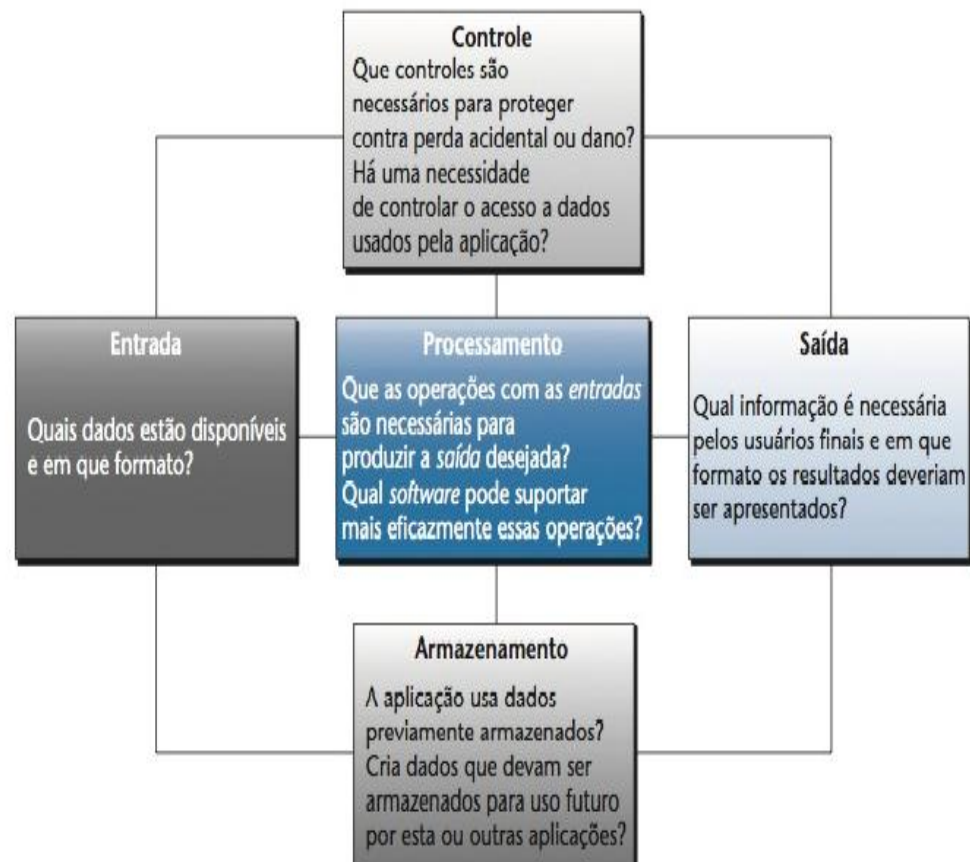 Controle
Que controles são
necessários para proteger
contra perda acidental ou dano?
Há uma necessidade
de controlar o acesso a dados
usados pela aplicação?
Entrada
Quais dados estão disponíveis
e em que formato?
Processamento
Que as operações com as entradas
são necessárias para
produzir a saída desejada?
Qual software pode suportar
mais eficazmente essas operações?
Saída
Qual informação é necessária
pelos usuários finais e em que
formato os resultados deveriam
ser apresentados?
Armazenamento
A aplicação usa dados
previamente armazenados?
Cria dados que devam ser
armazenados para uso futuro
por esta ou outras aplicações?